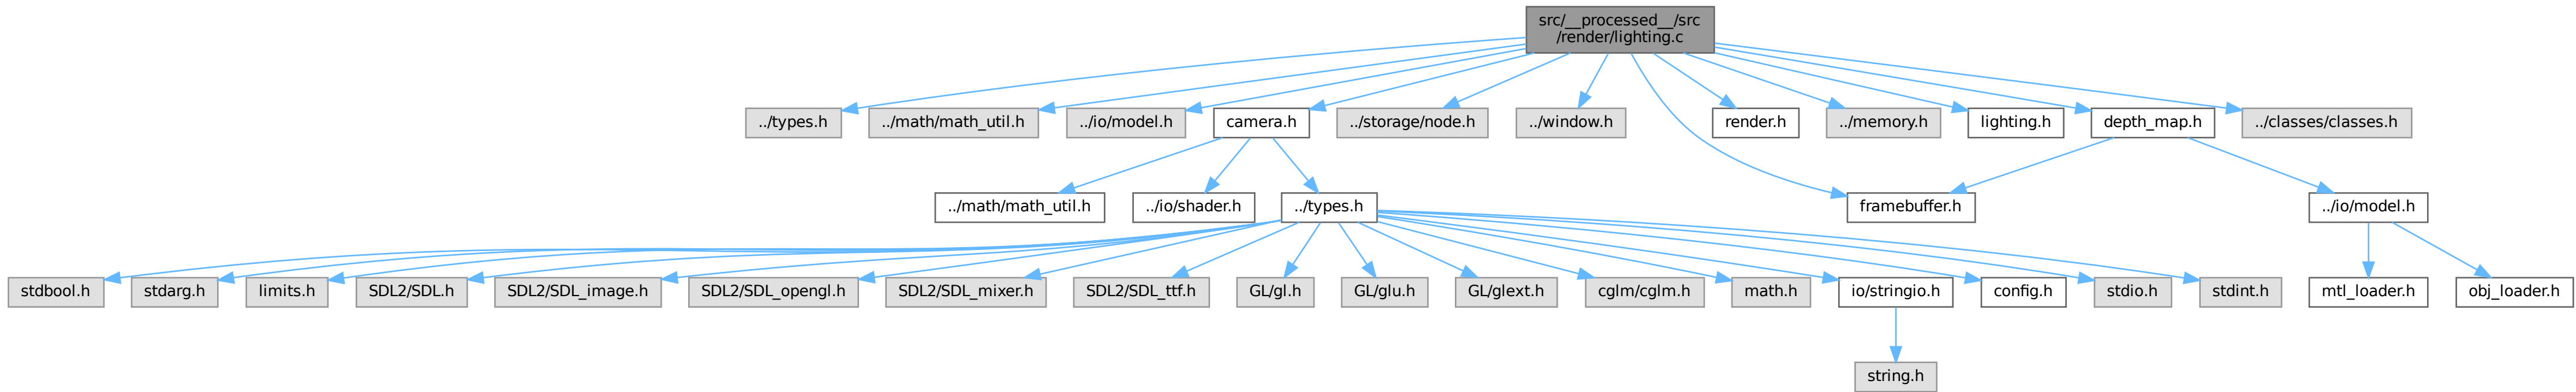 src/__processed__/src
/render/lighting.c
../types.h
../math/math_util.h
../io/model.h
camera.h
../storage/node.h
../window.h
render.h
../memory.h
lighting.h
depth_map.h
../classes/classes.h
../math/math_util.h
../io/shader.h
../types.h
framebuffer.h
../io/model.h
stdbool.h
stdarg.h
limits.h
SDL2/SDL.h
SDL2/SDL_image.h
SDL2/SDL_opengl.h
SDL2/SDL_mixer.h
SDL2/SDL_ttf.h
GL/gl.h
GL/glu.h
GL/glext.h
cglm/cglm.h
math.h
io/stringio.h
config.h
stdio.h
stdint.h
mtl_loader.h
obj_loader.h
string.h